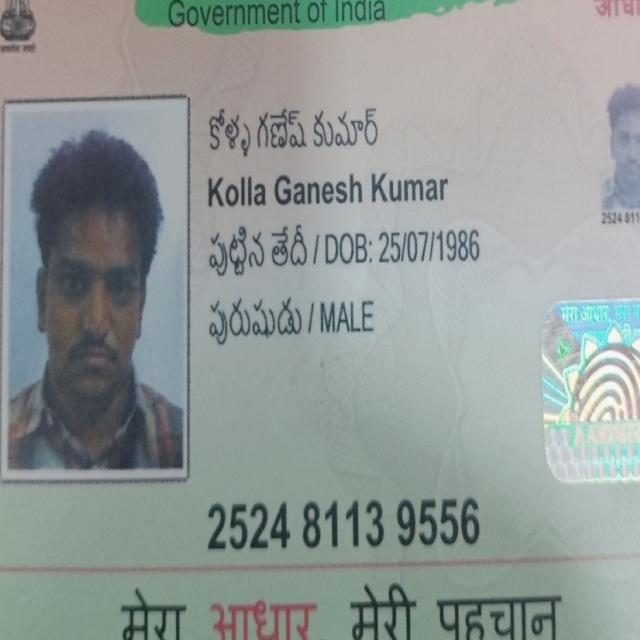 Government of India
కోళ్ళ గణేష్ కుమార్
Kolla Ganesh Kumar
పుట్టిన తేదీ / DOB: 25/07/1986
పురుషుడు / MALE
2524 811
2524 8113 9556
मेरा आधार, मेरी पहचान